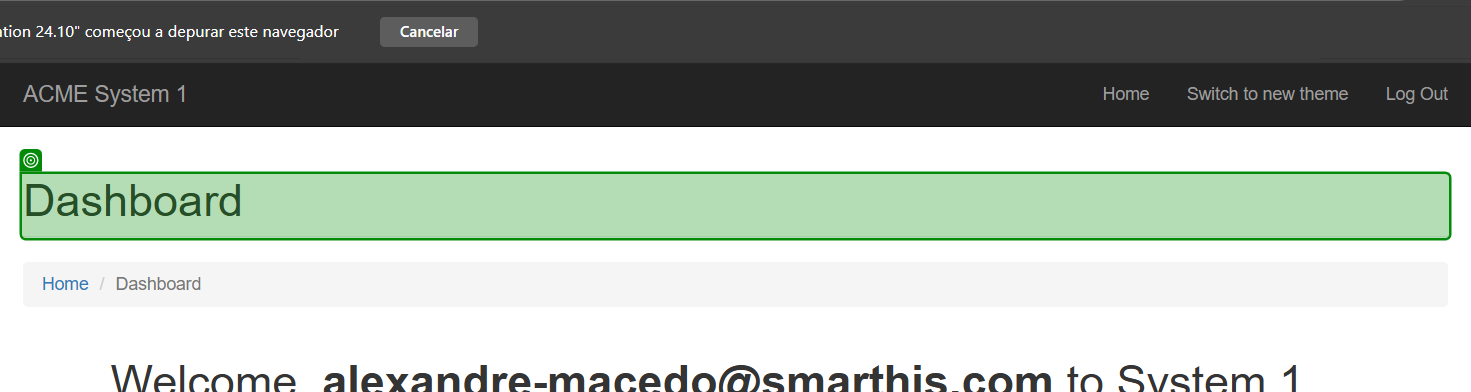 24.10" começou a depurar este navegador Cancelar
ACME System 1 Home Switch to new theme Log Out
Dashboard
Home / Dashboard
Welcome, alexandre-macedo@smarthis.com to System 1